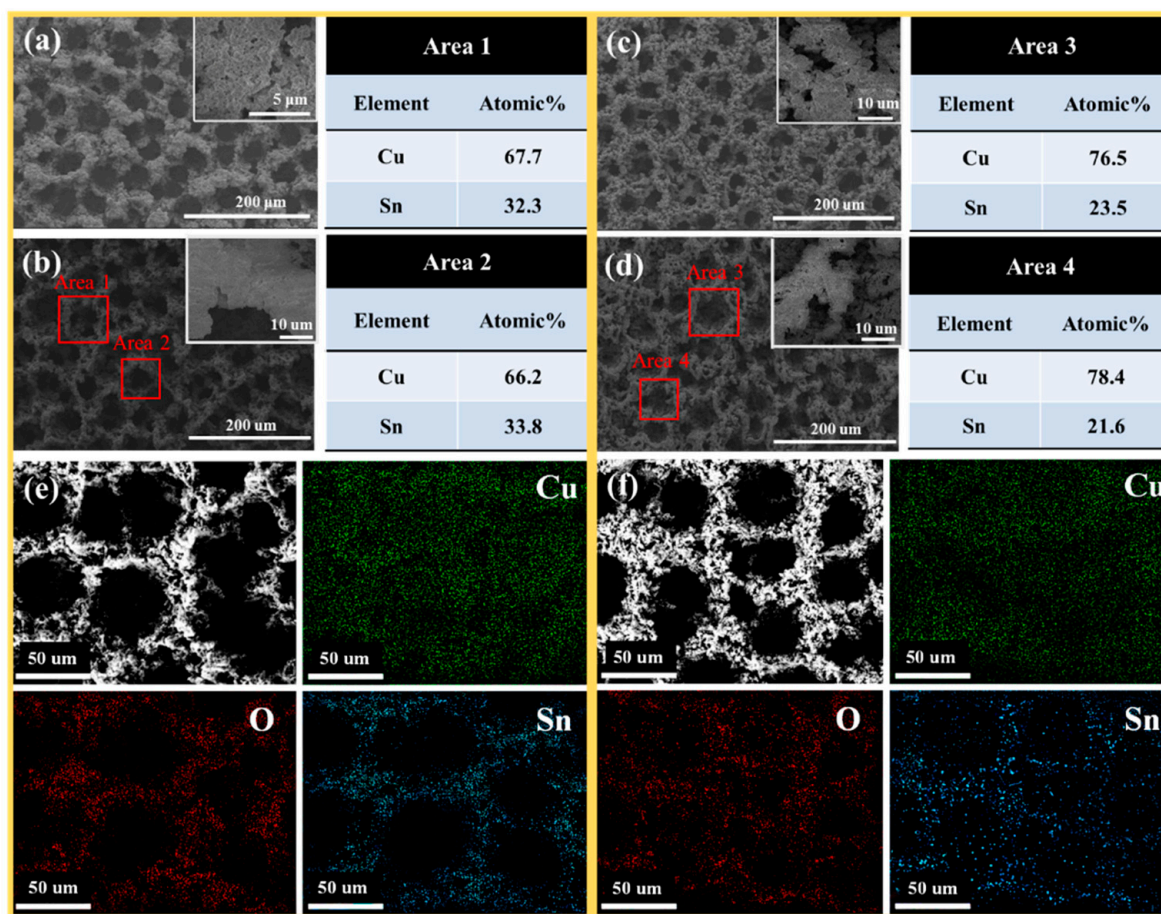 (a)
5 μm
200 μm
Area 1
Element Atomic%
Cu 67.7
Sn 32.3
(c)
10 um
200 um
Area 3
Element Atomic%
Cu 76.5
Sn 23.5
(b)
Area 1
Area 2
10 um
200 um
Area 2
Element Atomic%
Cu 66.2
Sn 33.8
(d)
Area 3
Area 4
10 um
200 um
Area 4
Element Atomic%
Cu 78.4
Sn 21.6
(e)
50 um
Cu
50 um
(f)
50 um
Cu
50 um
O
50 um
Sn
50 um
O
50 um
Sn
50 um